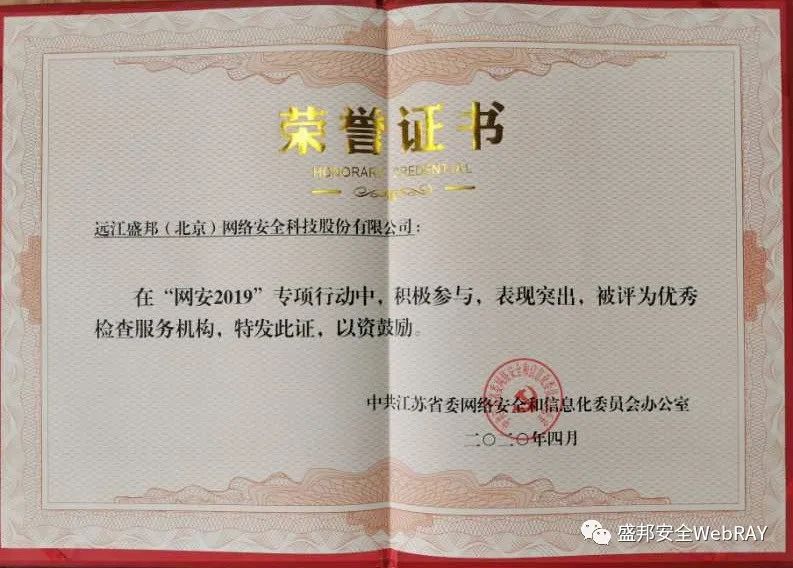 荣誉证书
HONORARY CREDENTIAL
远江盛邦（北京）网络安全科技股份有限公司：
在“网安2019”专项行动中，积极参与，表现突出，被评为优秀
检查服务机构，特发此证，以资鼓励。
中共江苏省委网络安全和信息化委员会办公室
二〇二〇年四月
盛邦安全WebRAY